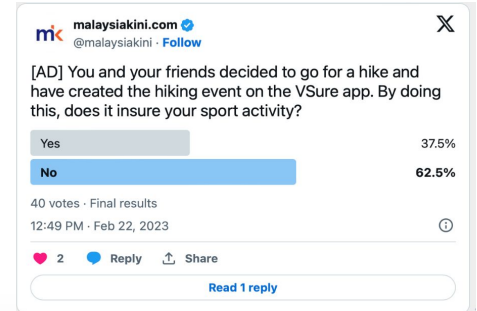 mk malaysiakini.com
@malaysiakini · Follow
X
[AD] You and your friends decided to go for a hike and
have created the hiking event on the VSure app. By doing
this, does it insure your sport activity?
Yes 37.5%
No 62.5%
40 votes · Final results
12:49 PM · Feb 22, 2023
2 Reply Share
Read 1 reply